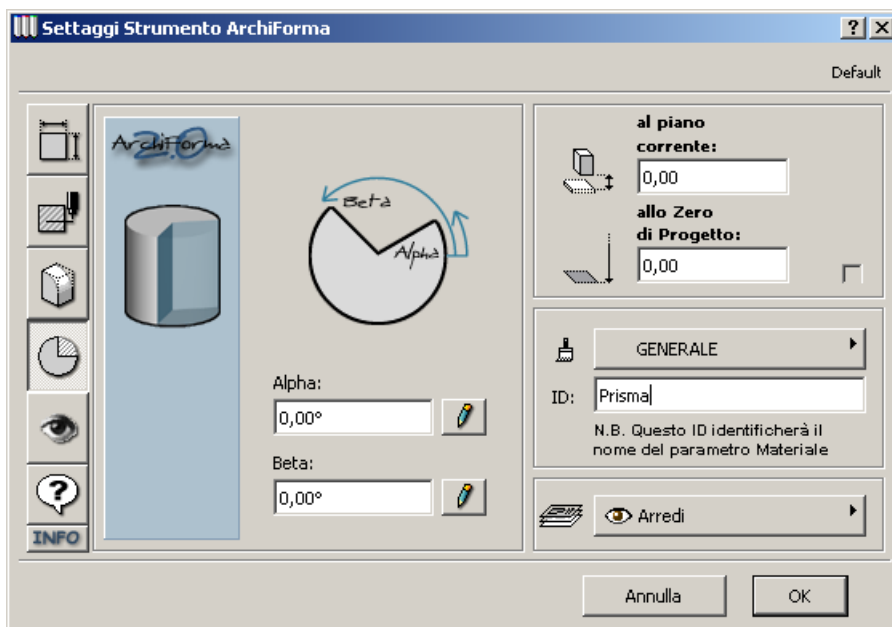 Settaggi Strumento ArchiForma
Default
ArchiForma
2.0
Beta
Alpha
Alpha:
0,00°
Beta:
0,00°
INFO
al piano
corrente:
0,00
allo Zero
di Progetto:
0,00
GENERALE
ID:
Prisma
N.B. Questo ID identificherà il
nome del parametro Materiale
Arredi
Annulla
OK